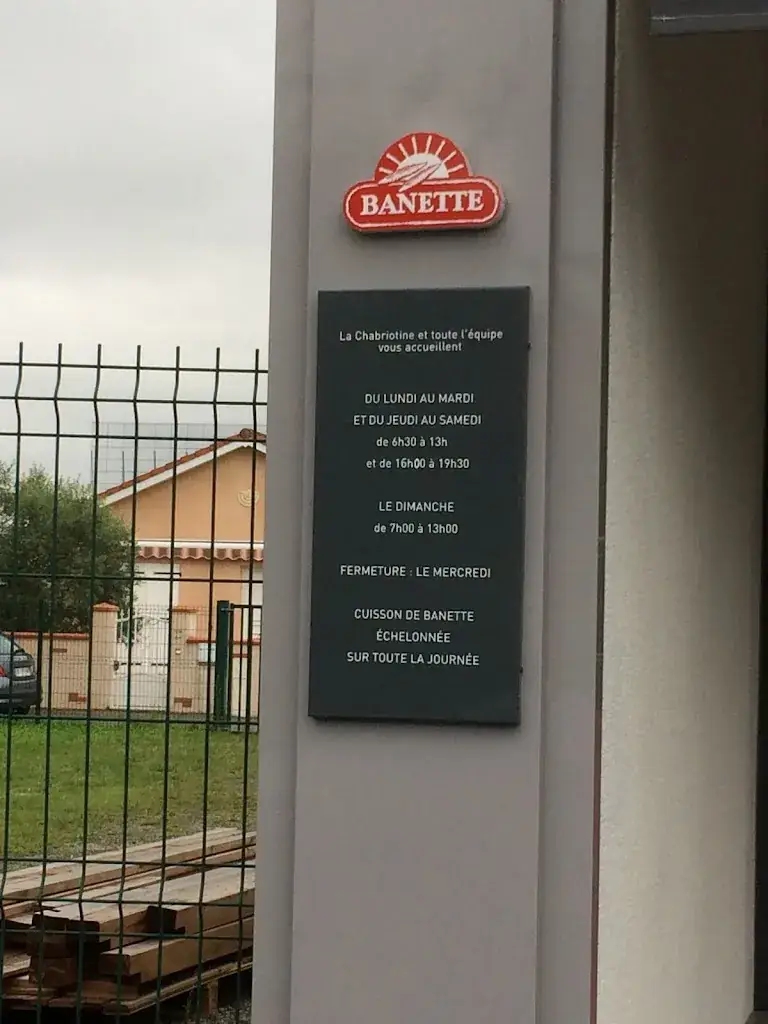 BANETTE
La Chabriotine et toute l'équipe
vous accueillent
DU LUNDI AU MARDI
ET DU JEUDI AU SAMEDI
de 6h30 à 13h
et de 16h00 à 19h30
LE DIMANCHE
de 7h00 à 13h00
FERMETURE : LE MERCREDI
CUISSON DE BANETTE
ÉCHELONNÉE
SUR TOUTE LA JOURNÉE